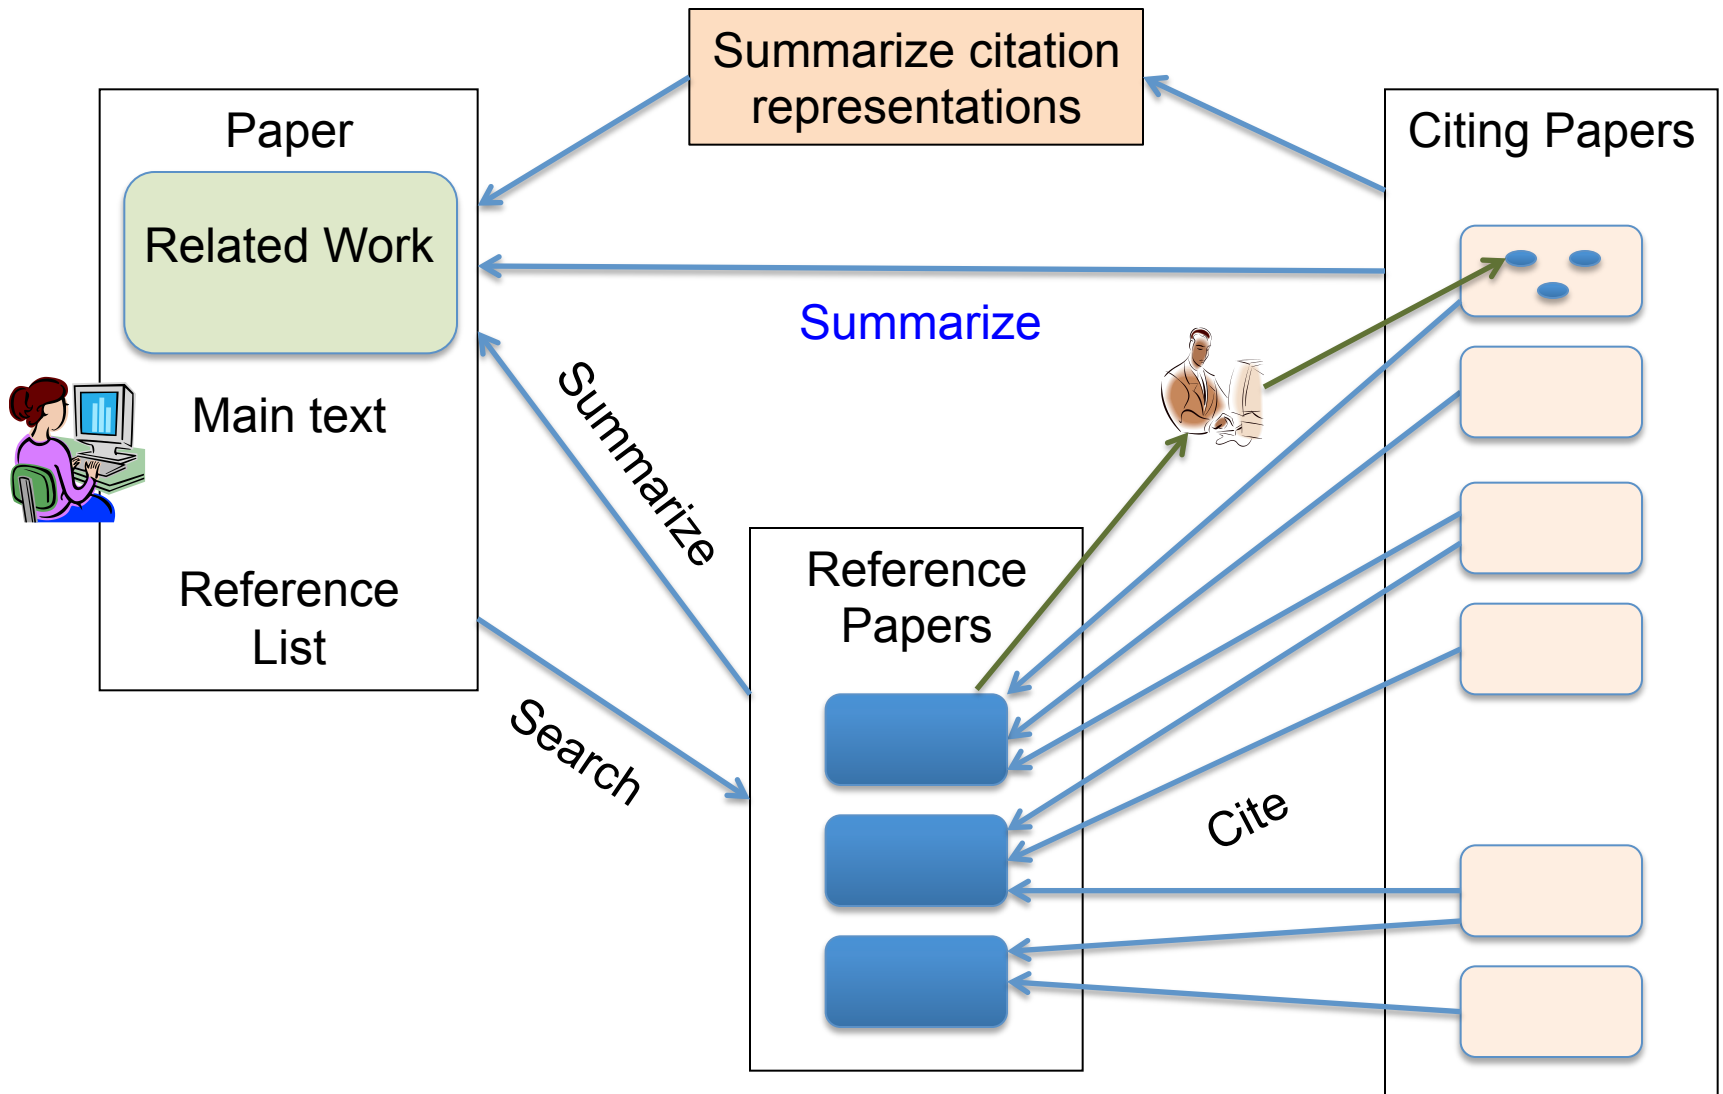 Summarize citation
representations
Paper
Related Work
Main text
Reference
List
Citing Papers
Summarize
Summarize
Search
Reference
Papers
Cite